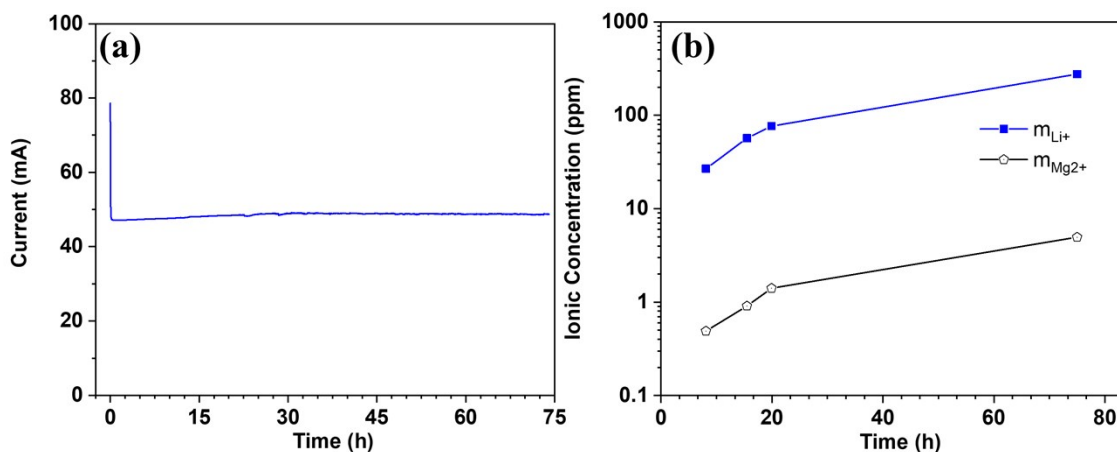 (a)
Current (mA)
100
80
60
40
20
0
0 15 30 45 60 75
Time (h)
(b)
Ionic Concentration (ppm)
1000
100
10
1
0.1
0 20 40 60 80
Time (h)
m_Li+
m_Mg2+